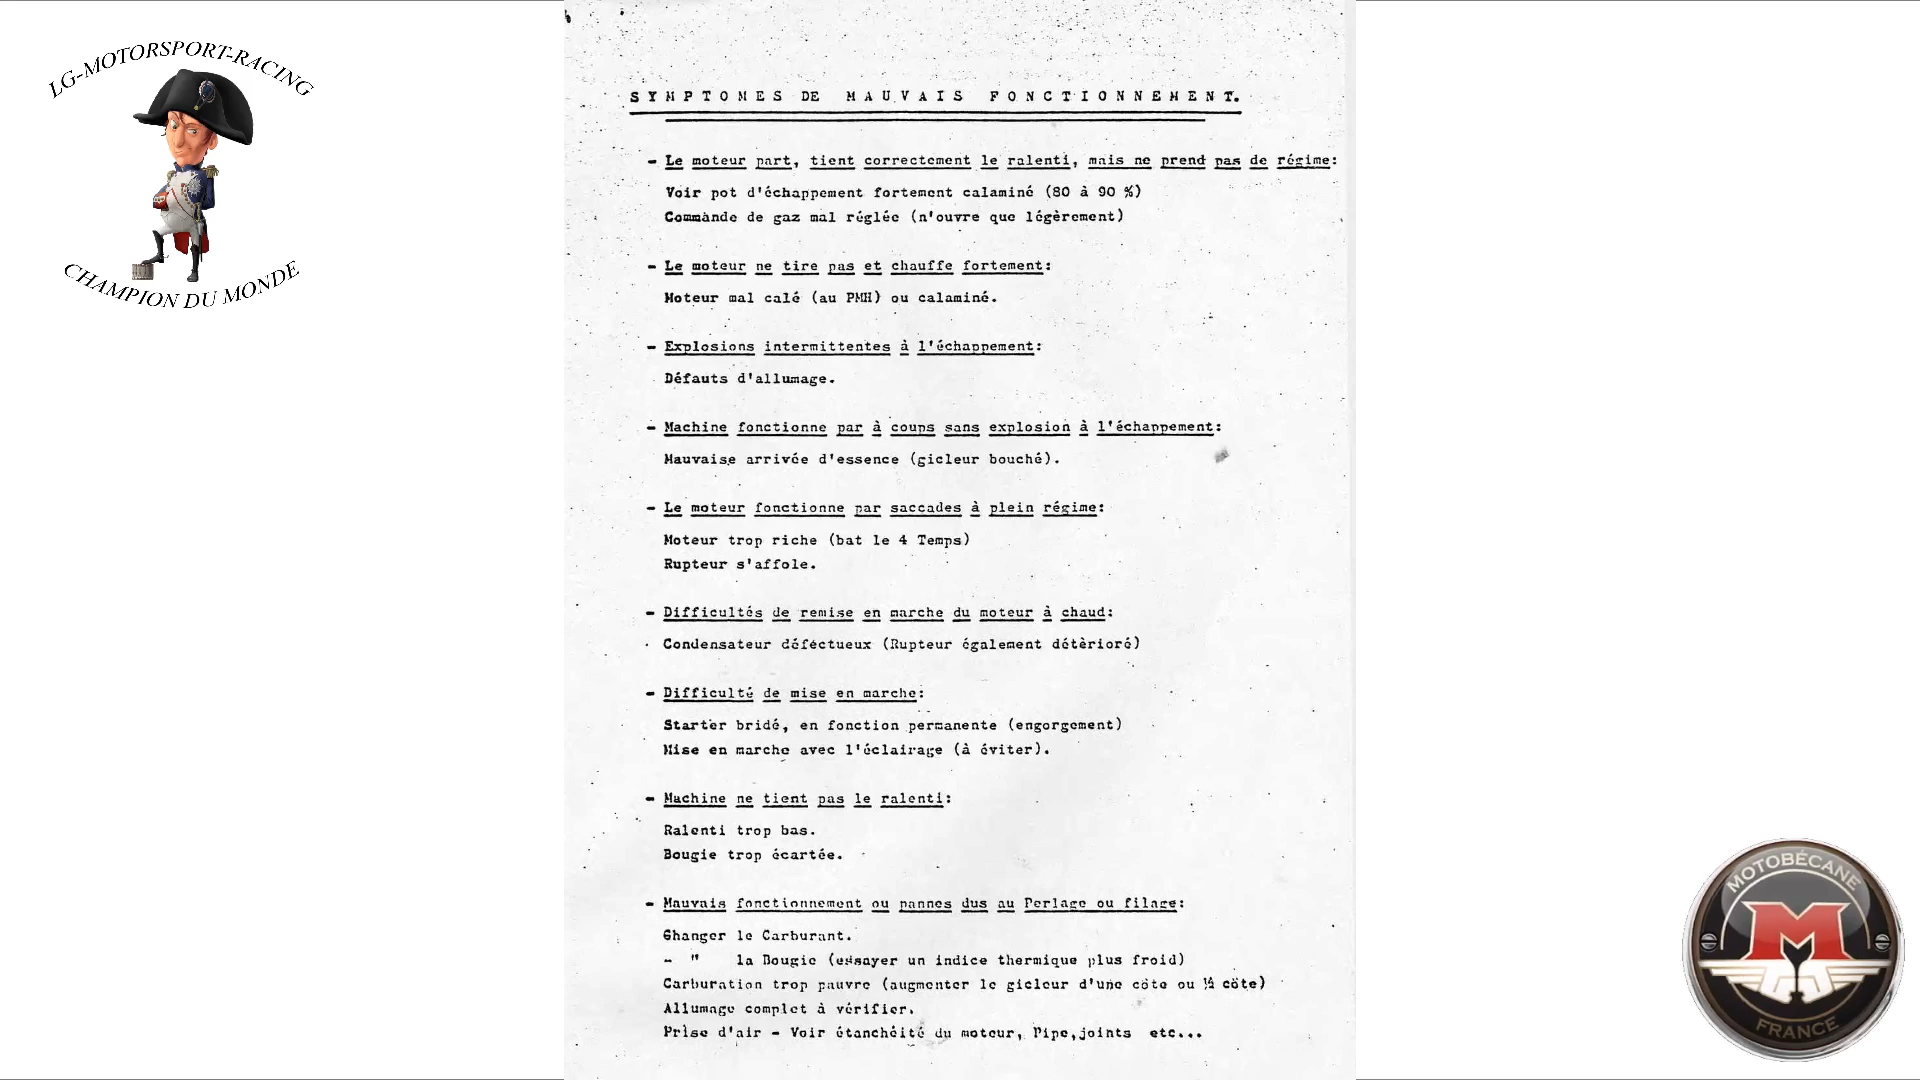 LG-MOTORSPORT-RACING
CHAMPION DU MONDE
SYMPTOMES DE MAUVAIS FONCTIONNEMENT.
- Le moteur part, tient correctement le ralenti, mais ne prend pas de régime:
Voir pot d'échappement fortement calaminé (80 à 90 %)
Commànde de gaz mal réglée (n'ouvre que légèrement)
- Le moteur ne tire pas et chauffe fortement:
Moteur mal calé (au PMH) ou calaminé.
- Explosions intermittentes à l'échappement:
Défauts d'allumage.
- Machine fonctionne par à coups sans explosion à l'échappement:
Mauvaise arrivée d'essence (gicleur bouché).
- Le moteur fonctionne par saccades à plein régime:
Moteur trop riche (bat le 4 Temps)
Rupteur s'affole.
- Difficultés de remise en marche du moteur à chaud:
Condensateur déféctueux (Rupteur également détèrioré)
- Difficulté de mise en marche:
Starter bridé, en fonction permanente (engorgement)
Mise en marche avec l'éclairage (à éviter).
- Machine ne tient pas le ralenti:
Ralenti trop bas.
Bougie trop écartée.
- Mauvais fonctionnement ou pannes dus au Perlage ou filage:
Ghanger le Carburant.
- " la Bougie (essayer un indice thermique plus froid)
Carburation trop pauvre (augmenter le gicleur d'une côte ou ½ côte)
Allumage complet à vérifier.
Prise d'air - Voir étanchéité du moteur, Pipe,joints etc...
MOTOBÉCANE
M
FRANCE